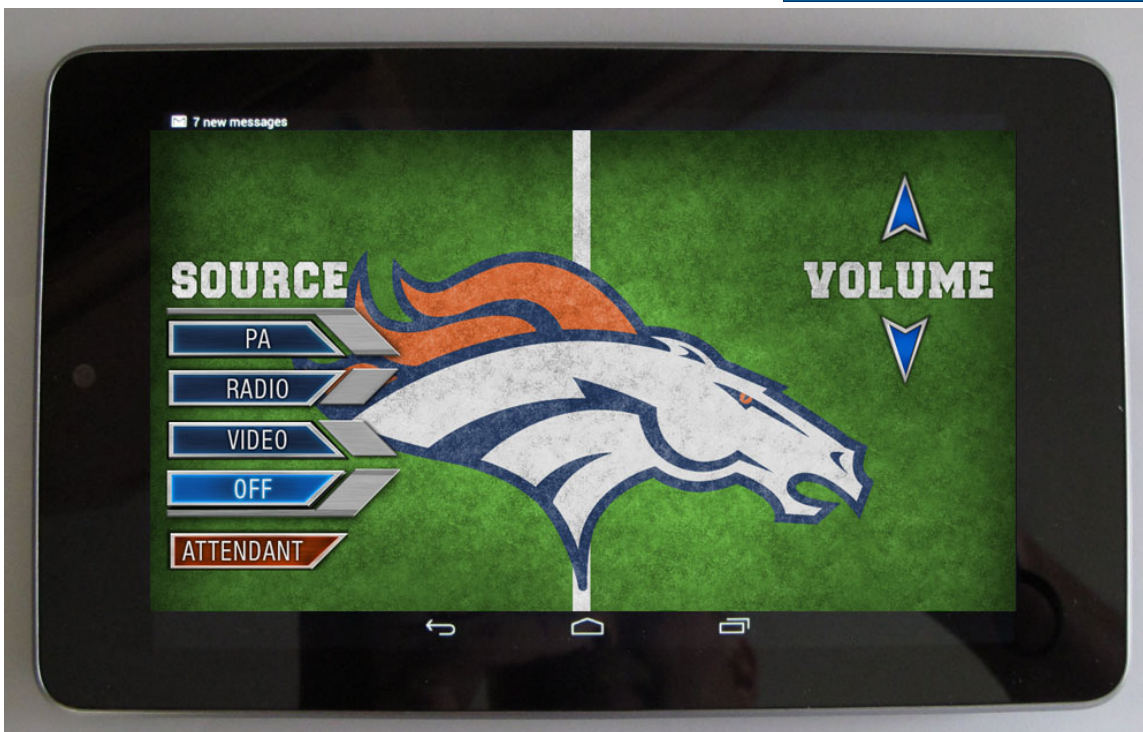 7 new messages
SOURCE
PA
RADIO
VIDEO
OFF
ATTENDANT
VOLUME